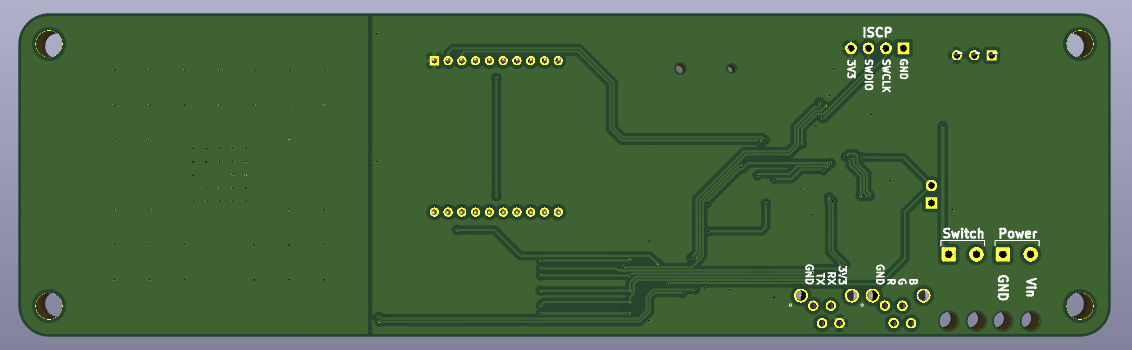 ISCP
3V3
SWDIO
SWCLK
GND
Switch
Power
GND
TX
RX
3V3
GND
R
G
B
GND
Vin